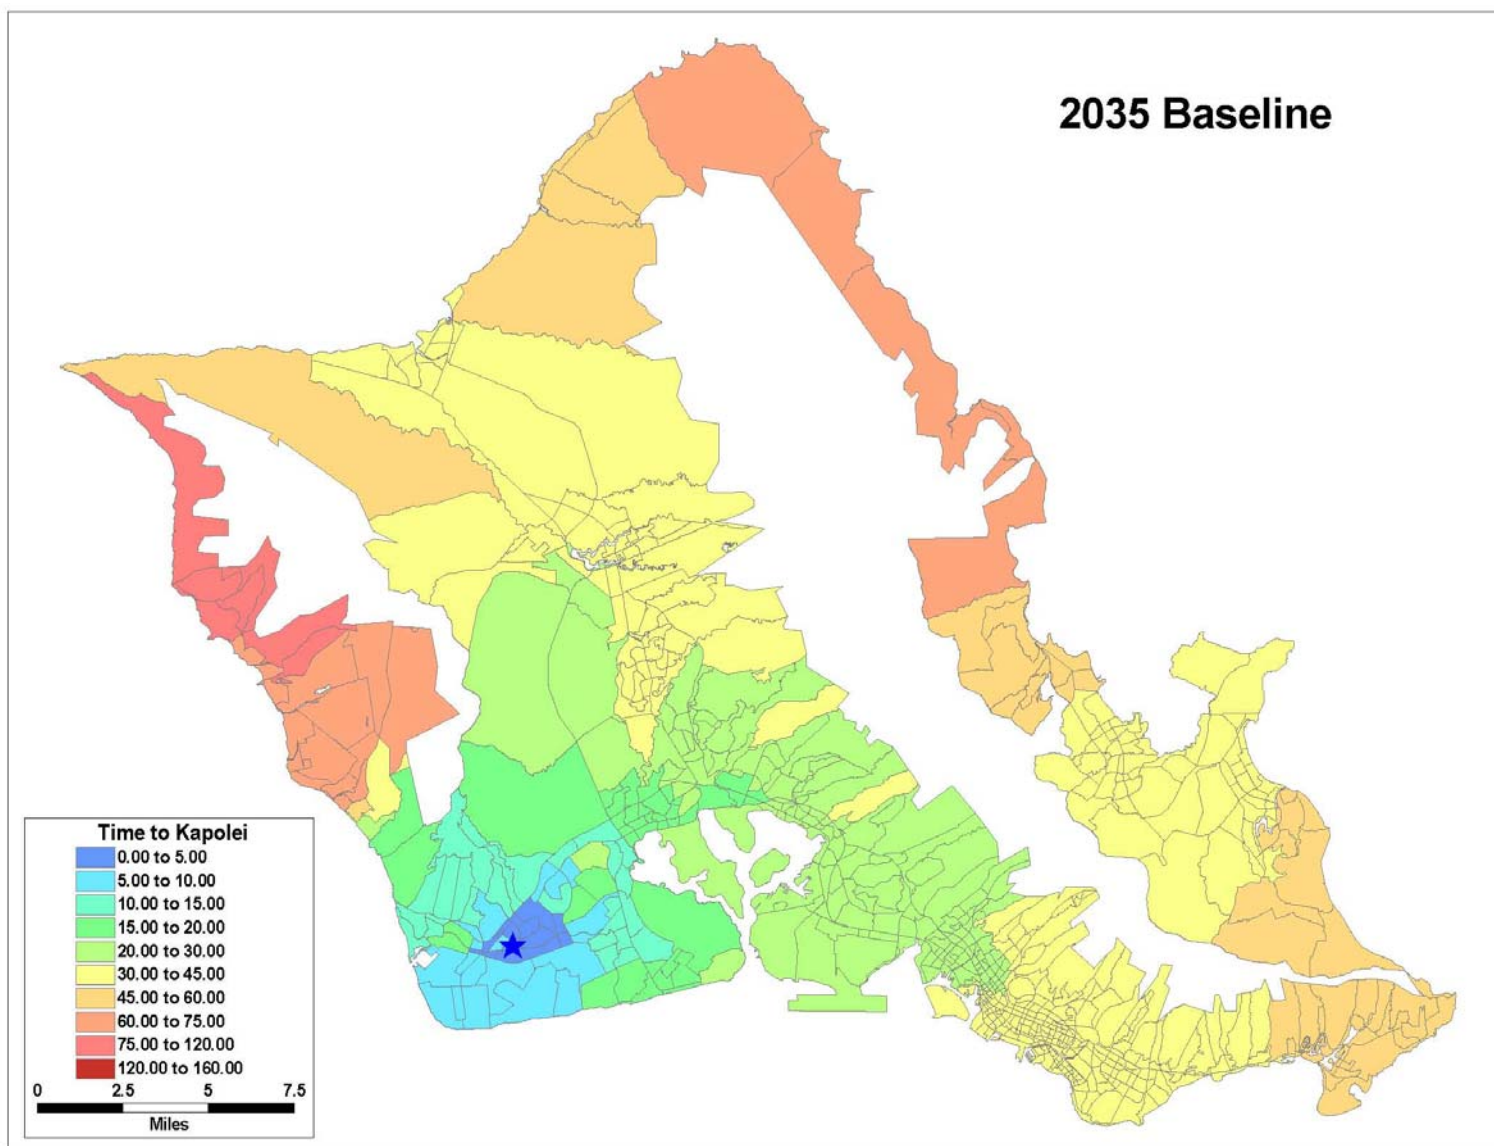 2035 Baseline
Time to Kapolei
0.00 to 5.00
5.00 to 10.00
10.00 to 15.00
15.00 to 20.00
20.00 to 30.00
30.00 to 45.00
45.00 to 60.00
60.00 to 75.00
75.00 to 120.00
120.00 to 160.00
0 2.5 5 7.5
Miles